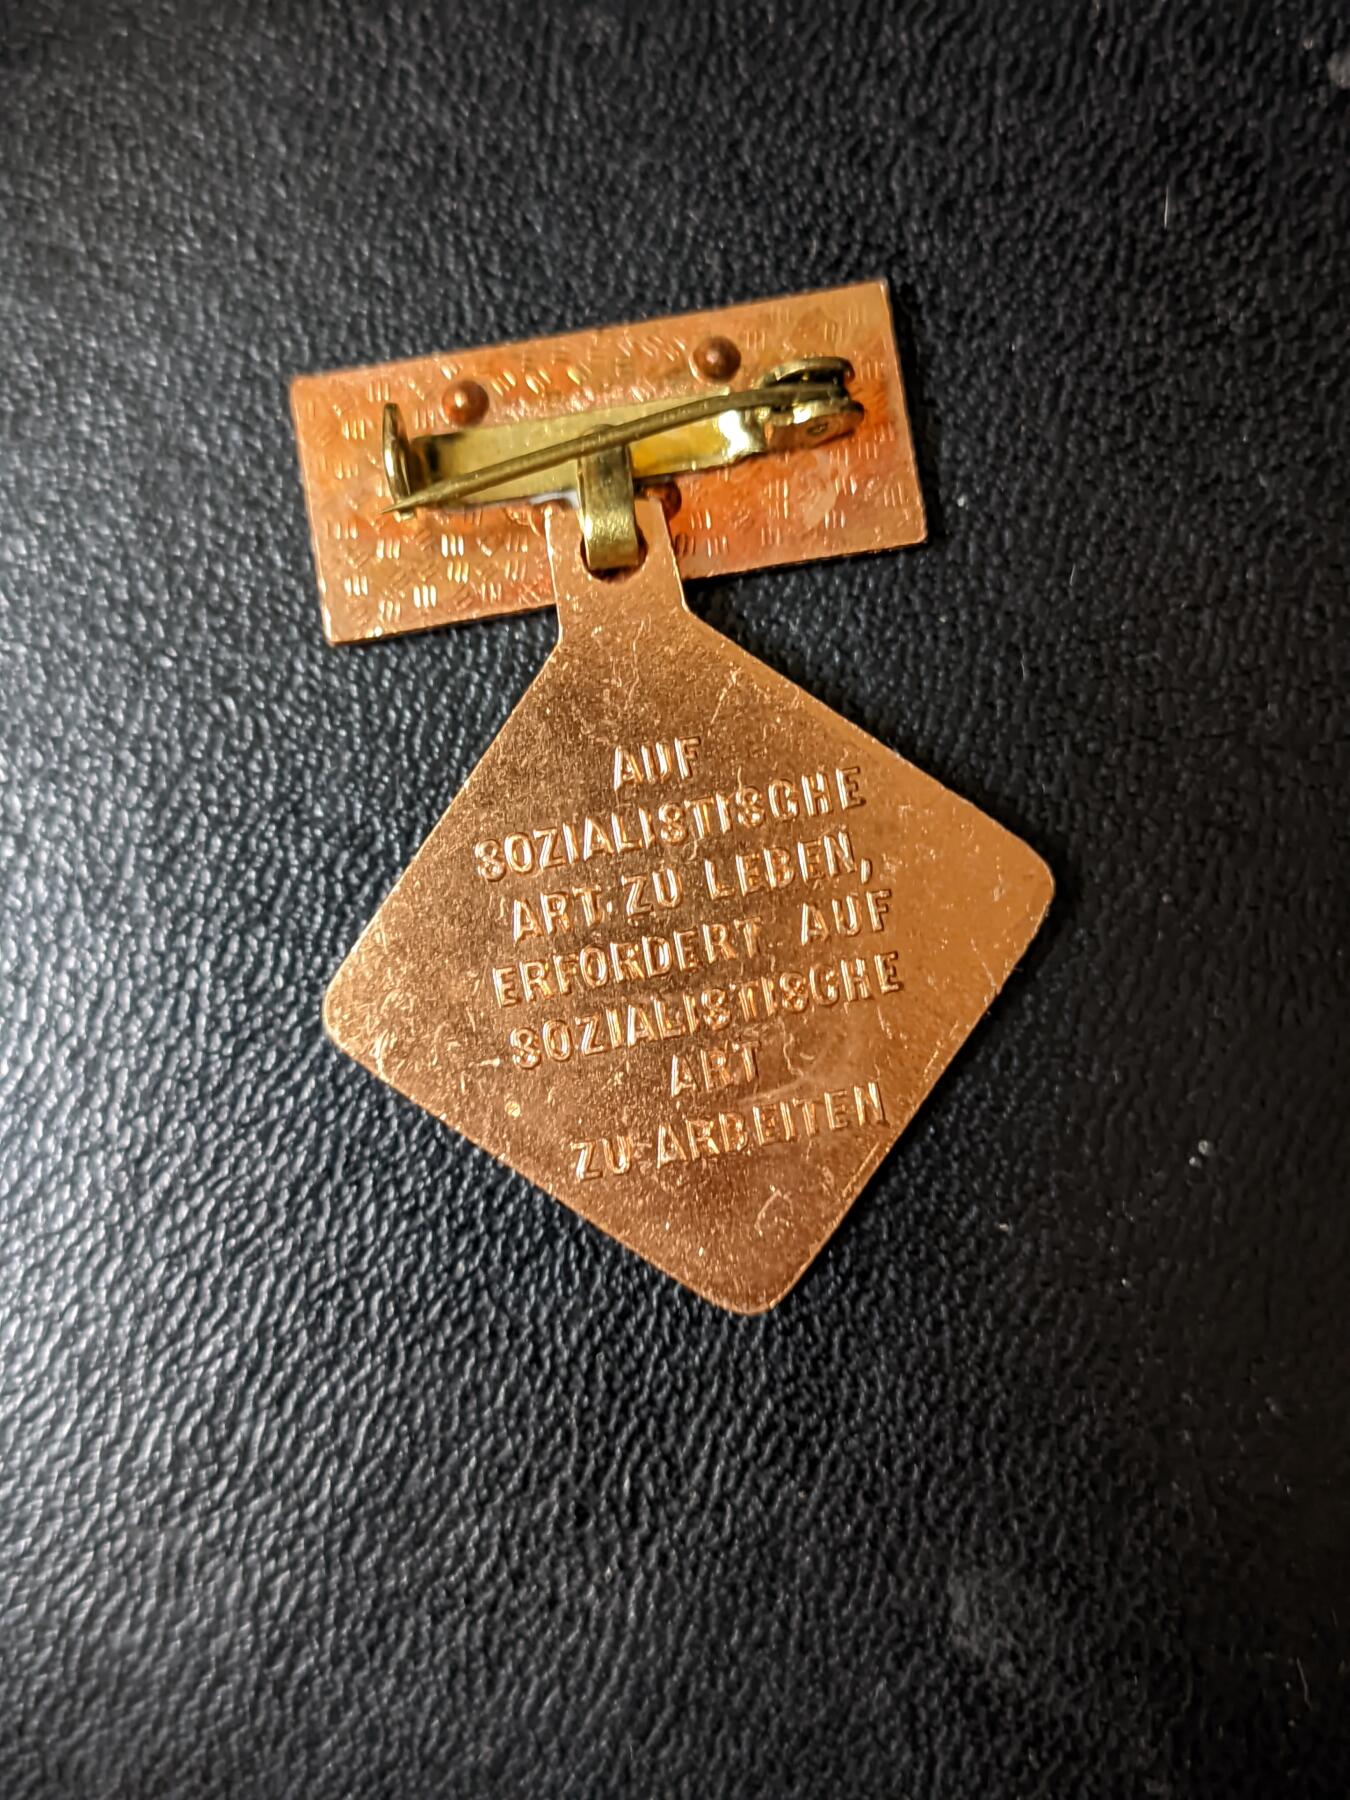 AUF
SOZIALISTISCHE
ART ZU LEBEN,
ERFORDERT AUF
SOZIALISTISCHE
ART
ZU ARBEITEN